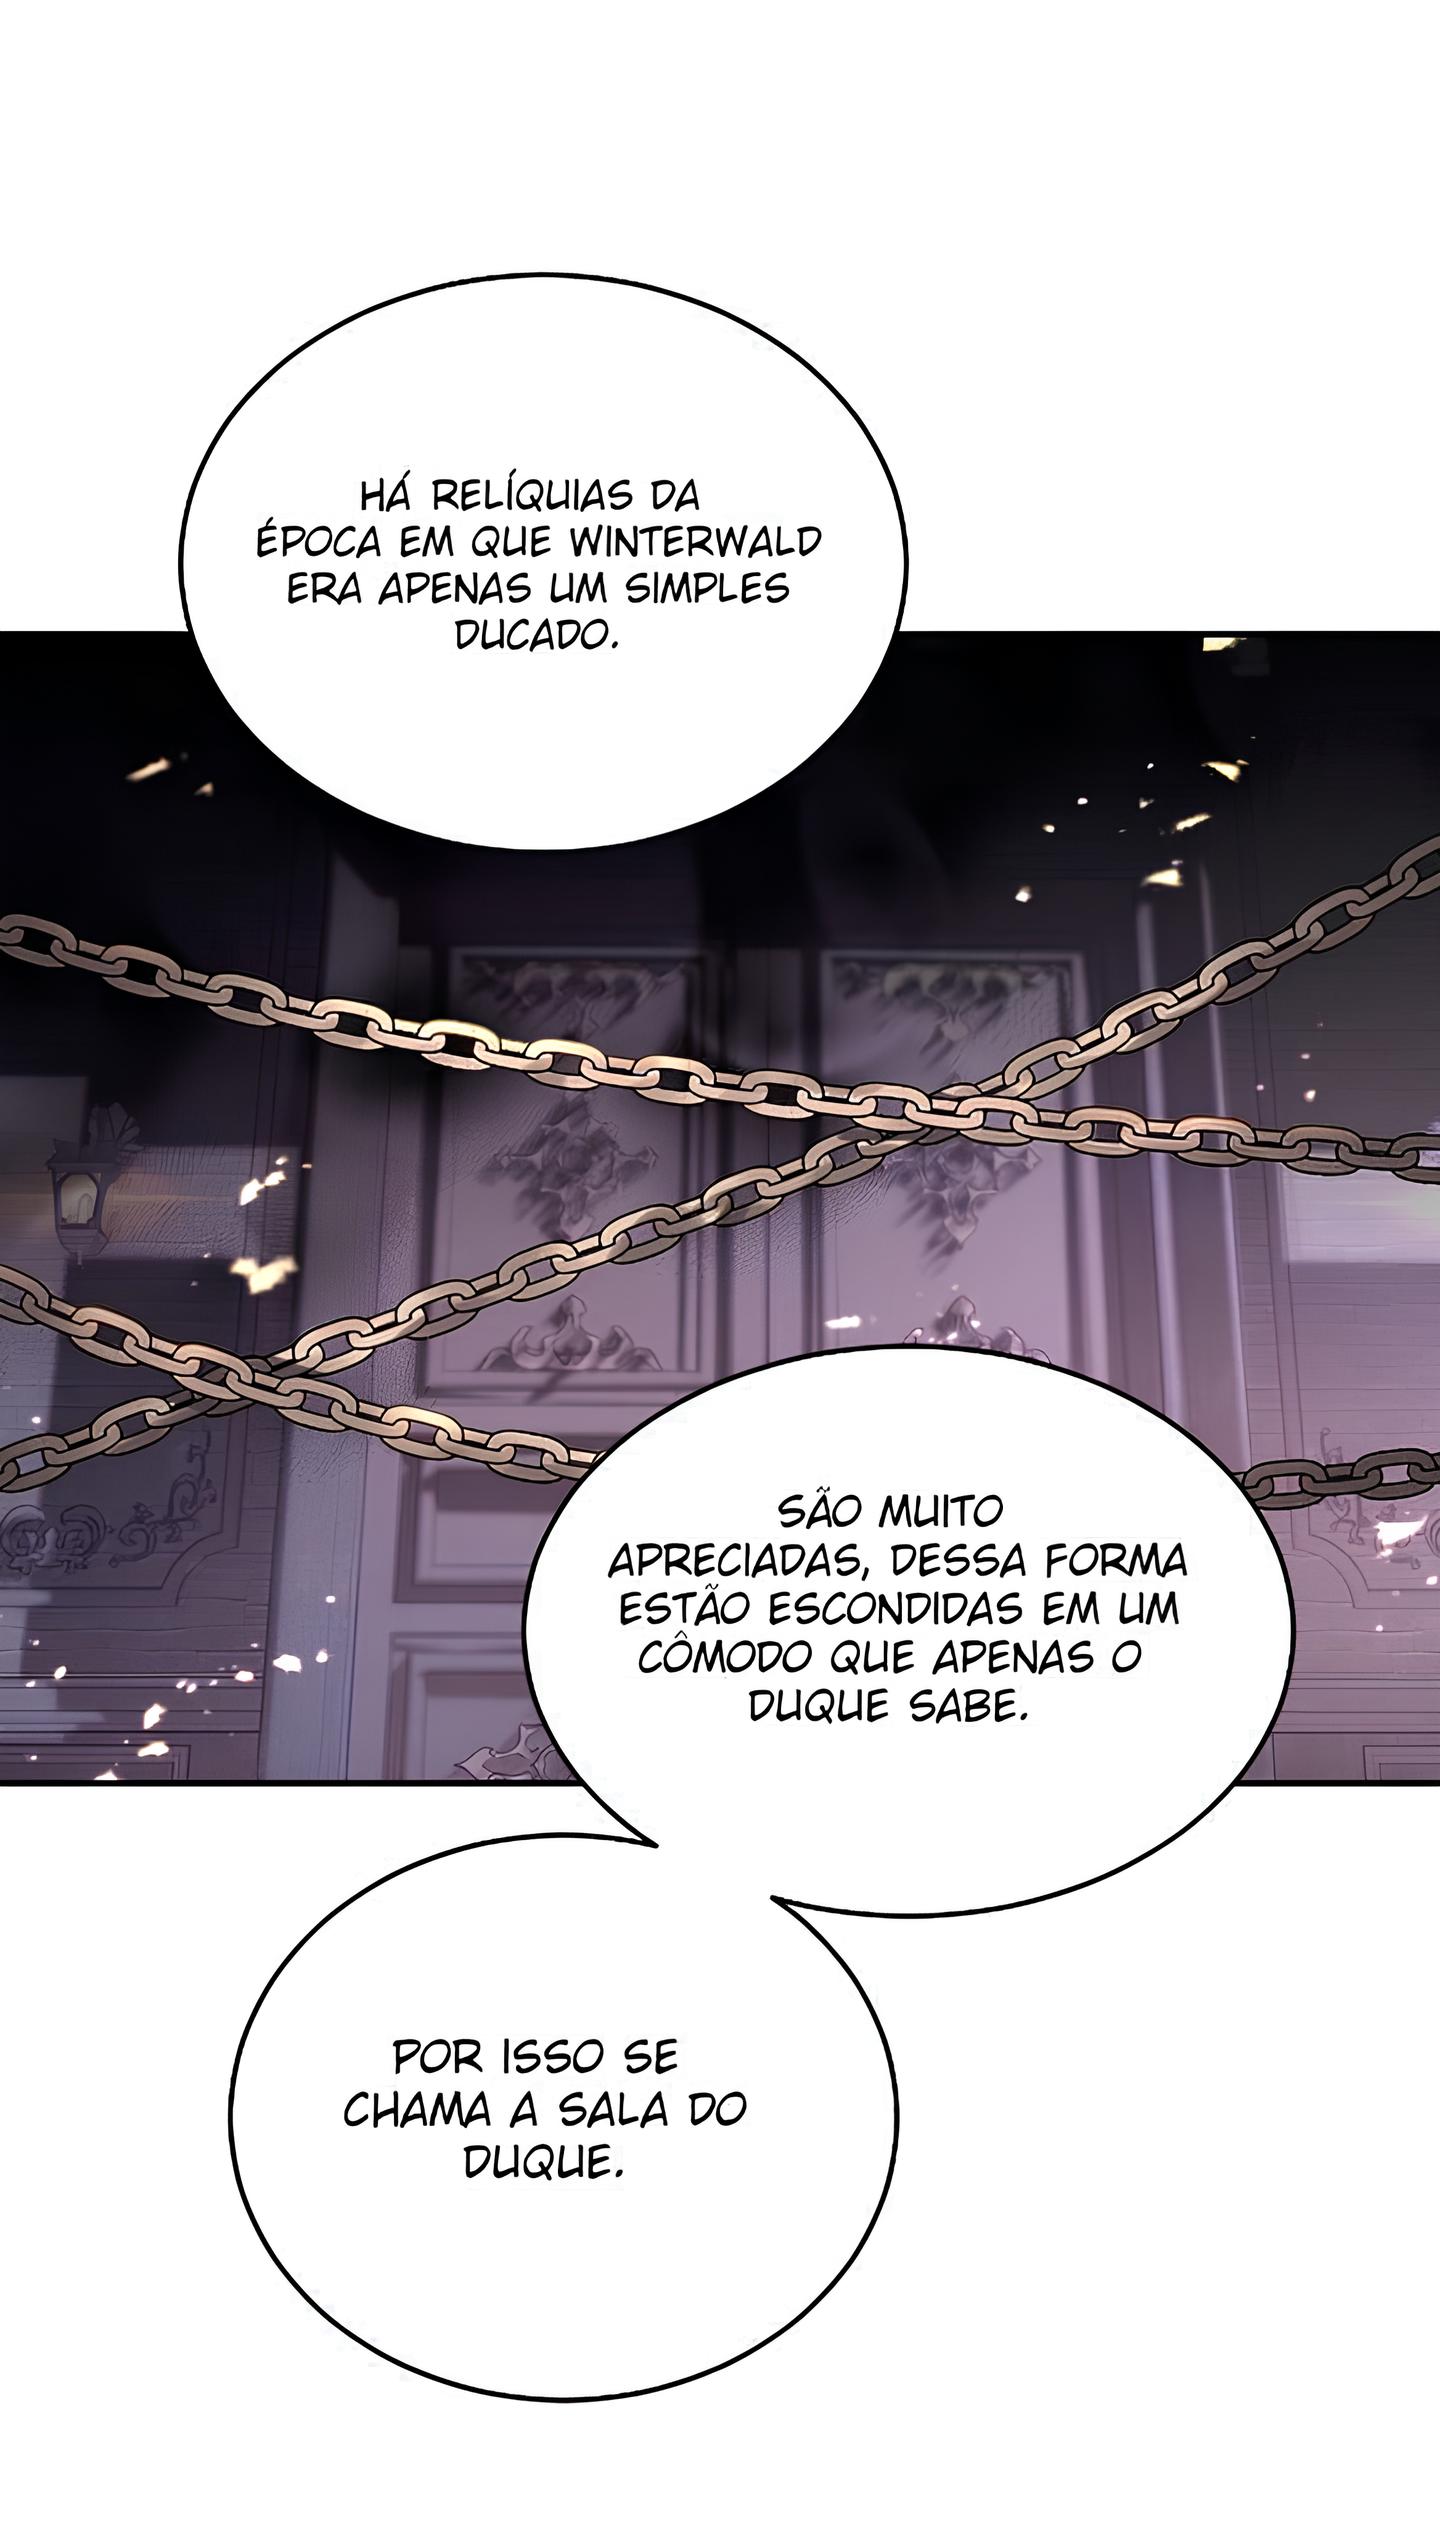 HÁ RELÍQUIAS DA
ÉPOCA EM QUE WINTERWALD
ERA APENAS UM SIMPLES
DUCADO.
SÃO MUITO
APRECIADAS, DESSA FORMA
ESTÃO ESCONDIDAS EM UM
CÔMODO QUE APENAS O
DUQUE SABE.
POR ISSO SE
CHAMA A SALA DO
DUQUE.